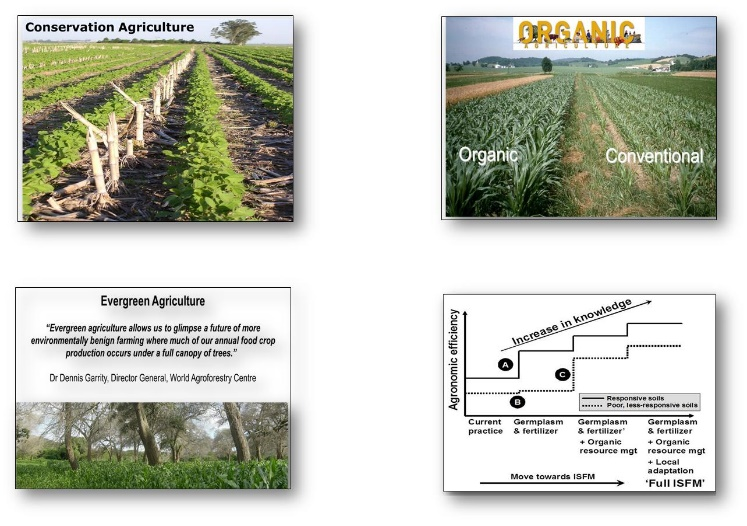 Conservation Agriculture
ORGANIC
AGRICULTURE
Organic
Conventional
Evergreen Agriculture
“Evergreen agriculture allows us to glimpse a future of more
environmentally benign farming where much of our annual food crop
production occurs under a full canopy of trees.”
Dr Dennis Garrity, Director General, World Agroforestry Centre
Agronomic efficiency
Increase in knowledge
A
B
C
Responsive soils
Poor, less-responsive soils
Current
practice
Germplasm
& fertilizer
Germplasm
& fertilizer’
+ Organic
resource mgt
Germplasm
& fertilizer
+ Organic
resource mgt
+ Local
adaptation
Move towards ISFM
‘Full ISFM’